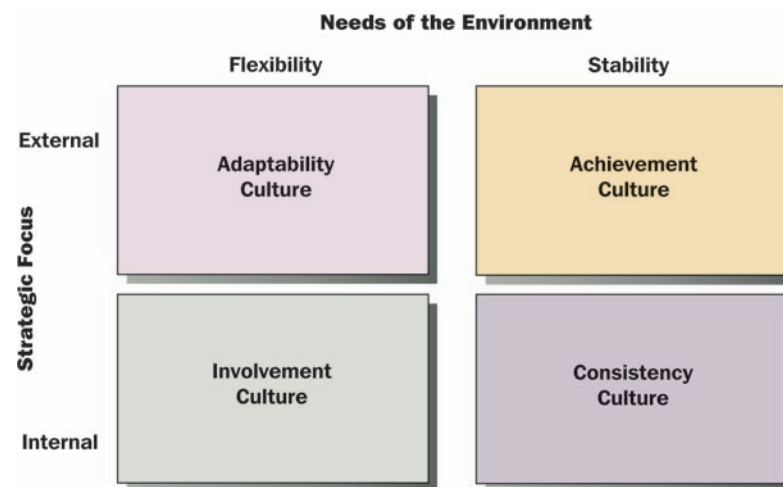 Needs of the Environment
Flexibility
Stability
External
Adaptability
Culture
Achievement
Culture
Strategic Focus
Involvement
Culture
Consistency
Culture
Internal